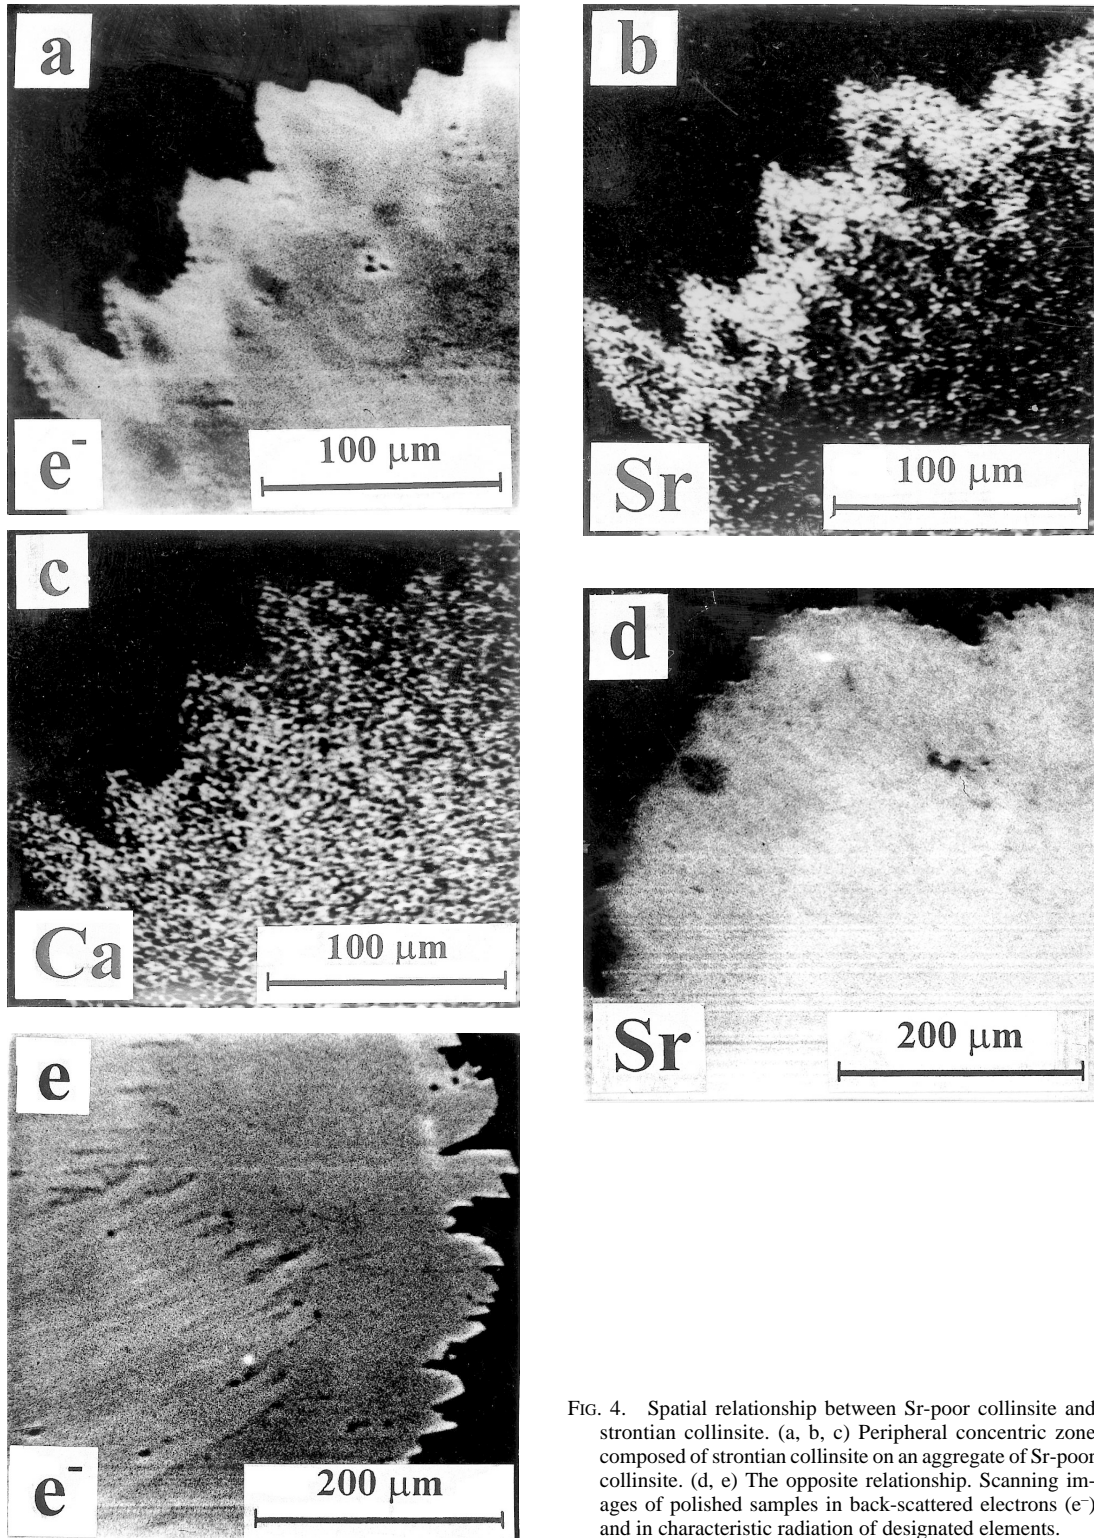 a
e⁻
100 µm
b
Sr
100 µm
c
Ca
100 µm
d
Sr
200 µm
e
e⁻
200 µm
FIG. 4. Spatial relationship between Sr-poor collinsite and
strontian collinsite. (a, b, c) Peripheral concentric zone
composed of strontian collinsite on an aggregate of Sr-poor
collinsite. (d, e) The opposite relationship. Scanning im-
ages of polished samples in back-scattered electrons (e⁻)
and in characteristic radiation of designated elements.